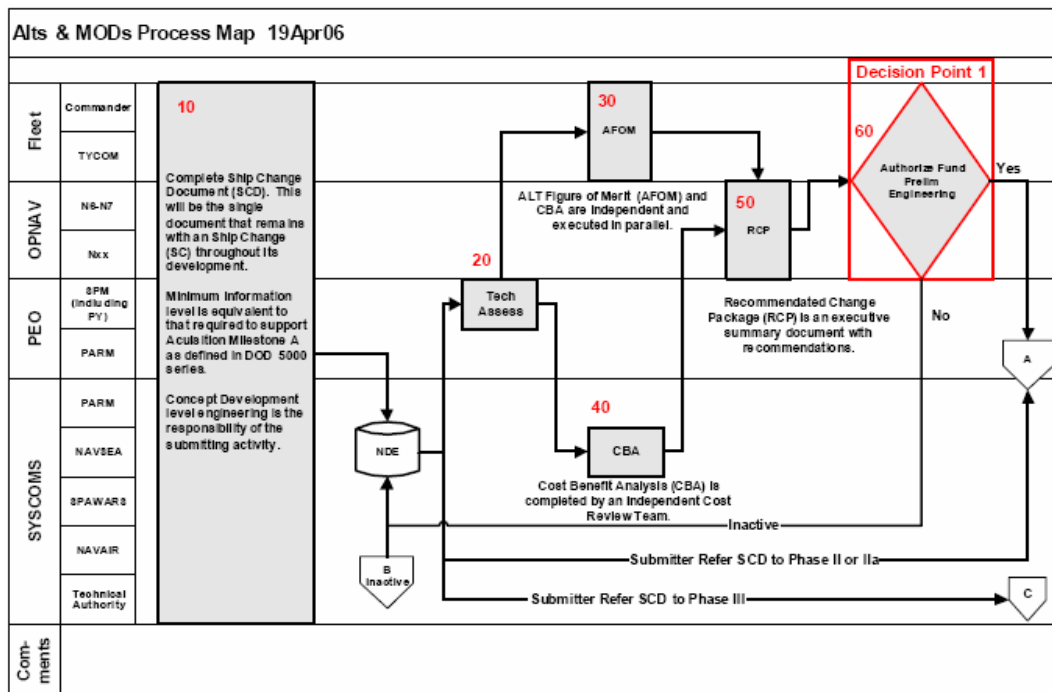 Alts & MODs Process Map 19Apr06
Decision Point 1
Fleet
Commander
TYCOM
OPNAV
N6-N7
Nxx
PEO
SPM
(Including
PY)
PARM
SYSCOMS
PARM
NAVSEA
SPAWARS
NAVAIR
Technical
Authority
Com-
ments
10
Complete Ship Change
Document (SCD). This
will be the single
document that remains
with an Ship Change
(SC) throughout its
development.
Minimum Information
level is equivalent to
that required to support
Acuisition Milestone A
as defined in DOD 5000
series.
Concept Development
level engineering is the
responsibility of the
submitting activity.
NDE
B
Inactive
20
Tech
Assess
30
AFOM
ALT Figure of Merit (AFOM) and
CBA are independent and
executed in parallel.
40
CBA
Cost Benefit Analysis (CBA) is
completed by an Independent Cost
Review Team.
50
RCP
Recommendated Change
Package (RCP) is an executive
summary document with
recommendations.
60
Authorize Fund
Prelim
Engineering
Yes
No
A
Inactive
Submitter Refer SCD to Phase II or IIa
Submitter Refer SCD to Phase III
C